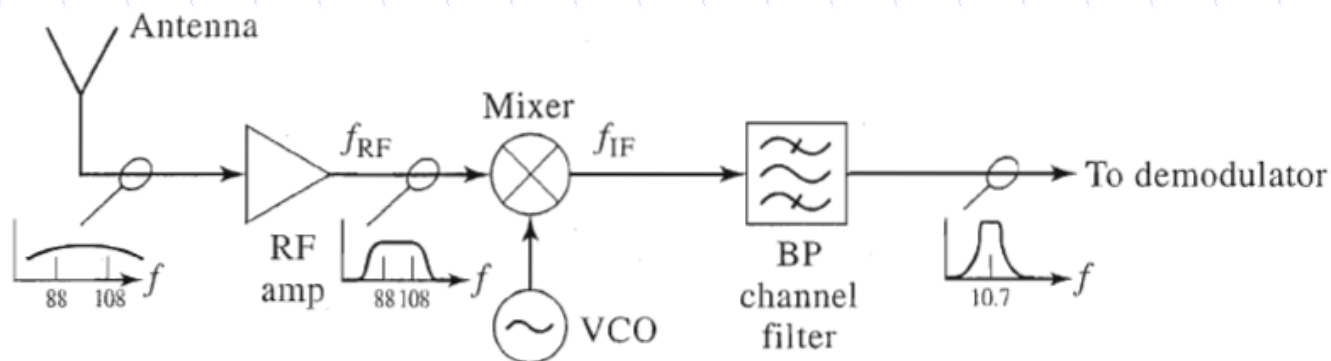 Antenna
Mixer
f_RF
f_IF
To demodulator
RF
amp
88 108 f
88 108 f
VCO
BP
channel
filter
10.7 f